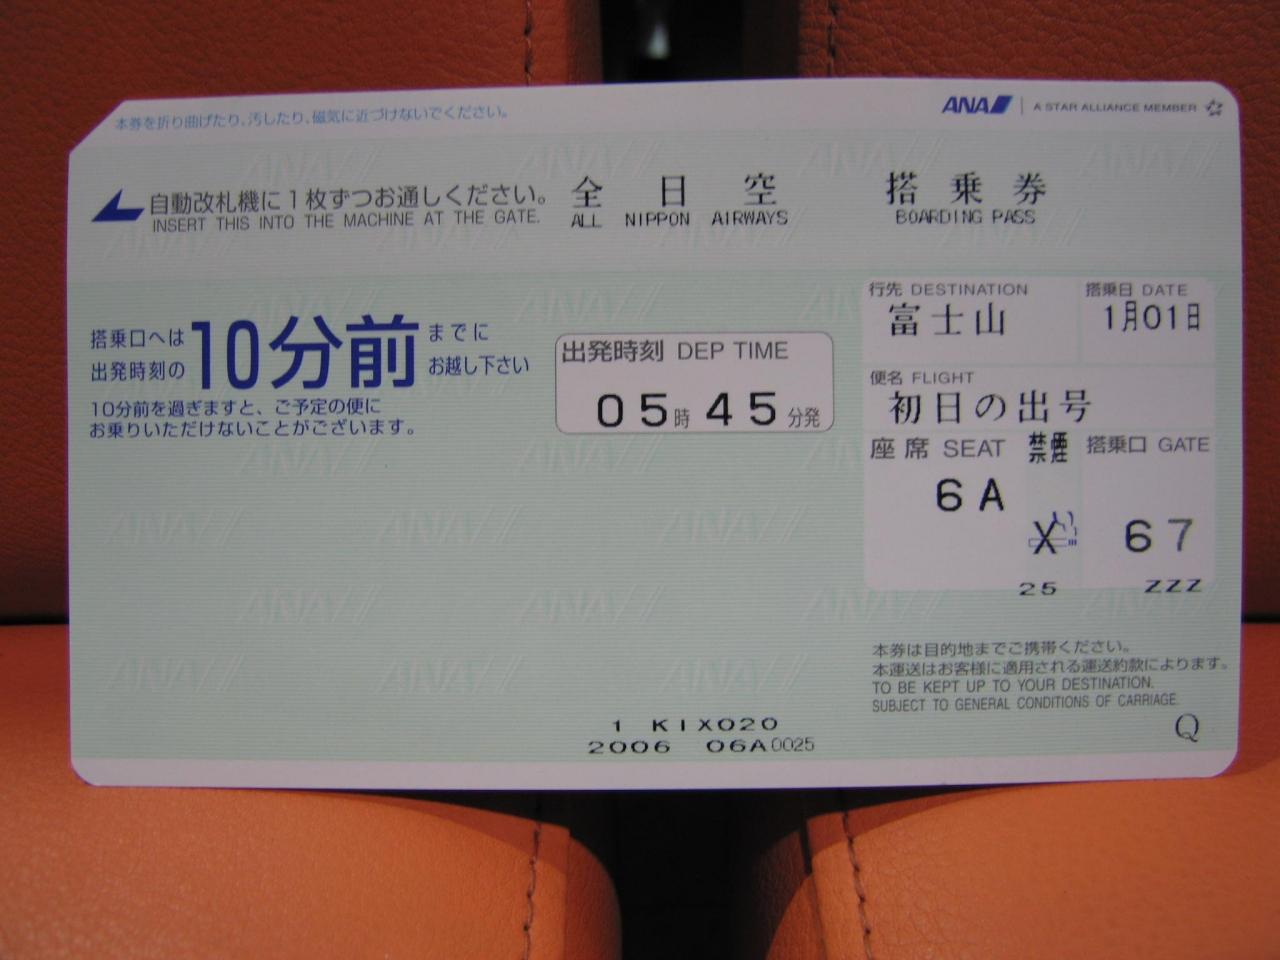 本券を折り曲げたり、汚したり、磁気に近づけないでください。
ANA A STAR ALLIANCE MEMBER
自動改札機に1枚ずつお通しください。
INSERT THIS INTO THE MACHINE AT THE GATE.
全日空 搭乗券
ALL NIPPON AIRWAYS BOARDING PASS
搭乗口へは
出発時刻の
10分前
までに
お越し下さい
10分前を過ぎますと、ご予定の便に
お乗りいただけないことがございます。
出発時刻 DEP TIME
05時45分発
行先 DESTINATION
富士山
搭乗日 DATE
1月01日
便名 FLIGHT
初日の出号
座席 SEAT
6A
禁煙
25
搭乗口 GATE
67
ZZZ
本券は目的地までご携帯ください。
本運送はお客様に適用される運送約款によります。
TO BE KEPT UP TO YOUR DESTINATION.
SUBJECT TO GENERAL CONDITIONS OF CARRIAGE.
Q
1 KIX020
2006 06A0025